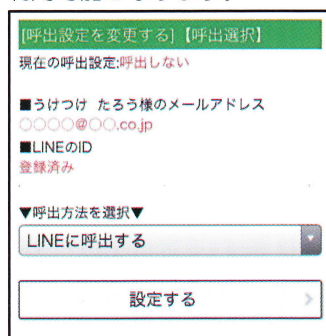 [呼出設定を変更する]【呼出選択】
現在の呼出設定:呼出しない
■うけつけ たろう様のメールアドレス
○○○○@○○.co.jp
■LINEのID
登録済み
▼呼出方法を選択▼
LINEに呼出する
設定する